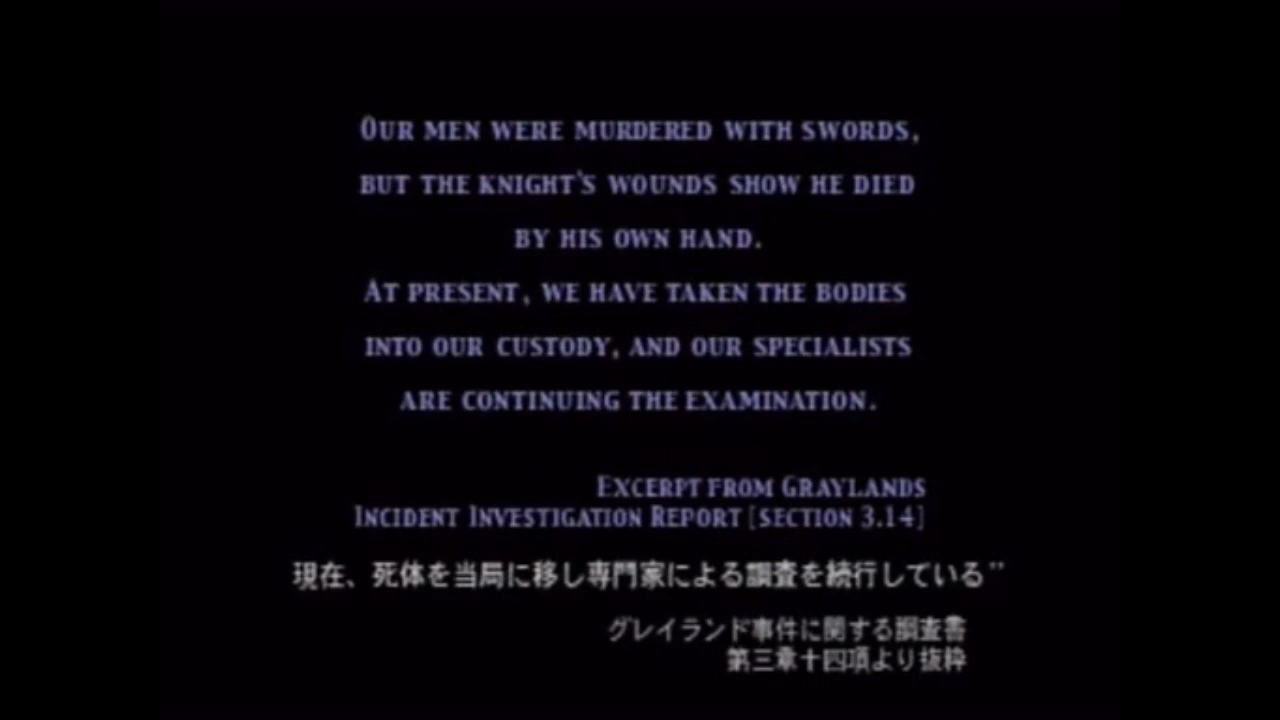 Our men were murdered with swords,
but the knight's wounds show he died
by his own hand.
At present, we have taken the bodies
into our custody, and our specialists
are continuing the examination.
Excerpt from Graylands
Incident Investigation Report [section 3.14]
現在、死体を当局に移し専門家による調査を続行している”
グレイランド事件に関する調査書
第三章十四項より抜粋